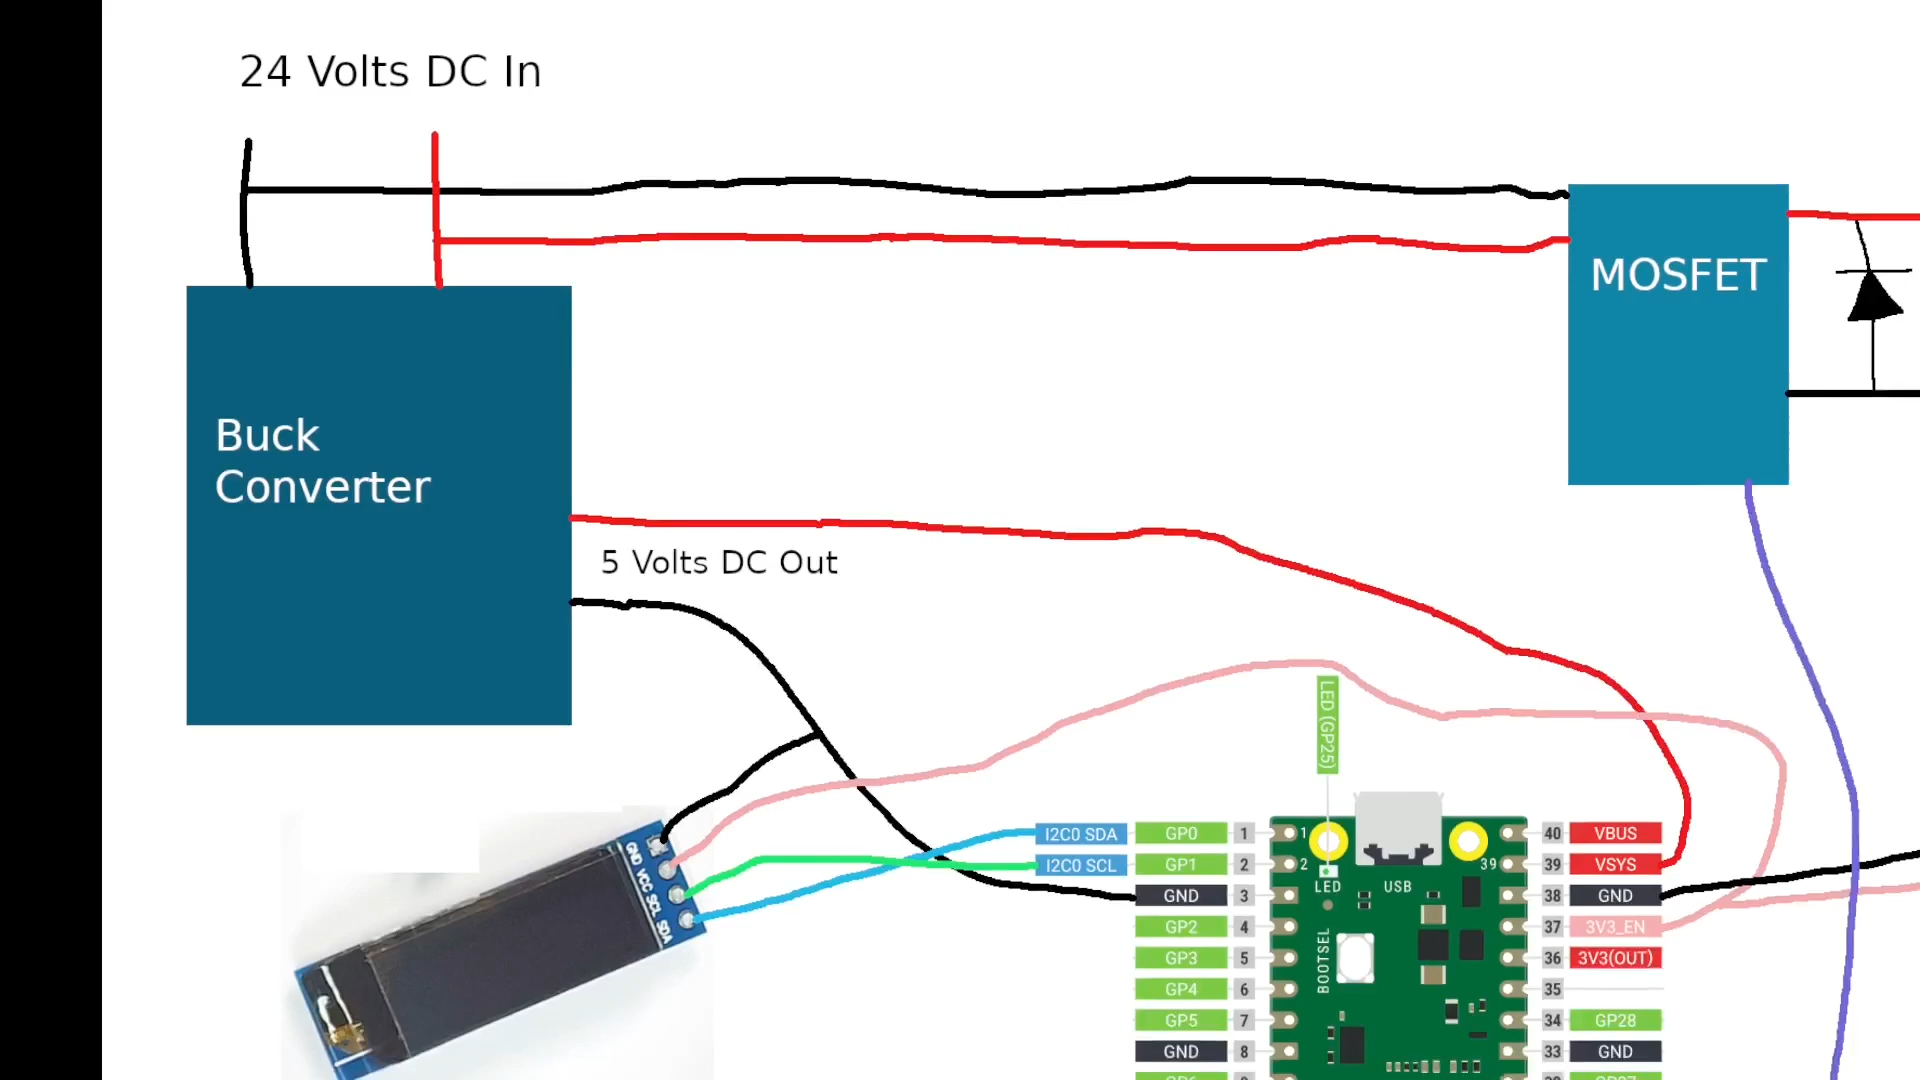 24 Volts DC In
MOSFET
Buck
Converter
5 Volts DC Out
LED (GP25)
GND VCC SCL SDA
I2C0 SDA GP0 1 1 40 VBUS
I2C0 SCL GP1 2 2 39 39 VSYS
LED USB
GND 3 38 GND
GP2 4 37 3V3_EN
BOOTSEL
GP3 5 36 3V3(OUT)
GP4 6 35
GP5 7 34 GP28
GND 8 33 GND